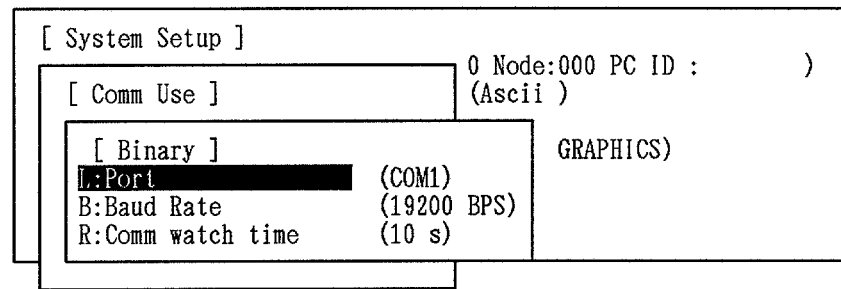 [ System Setup ]
0 Node:000 PC ID :        )
[ Comm Use ]
(Ascii )
[ Binary ]
GRAPHICS)
L:Port (COM1)
B:Baud Rate (19200 BPS)
R:Comm watch time (10 s)